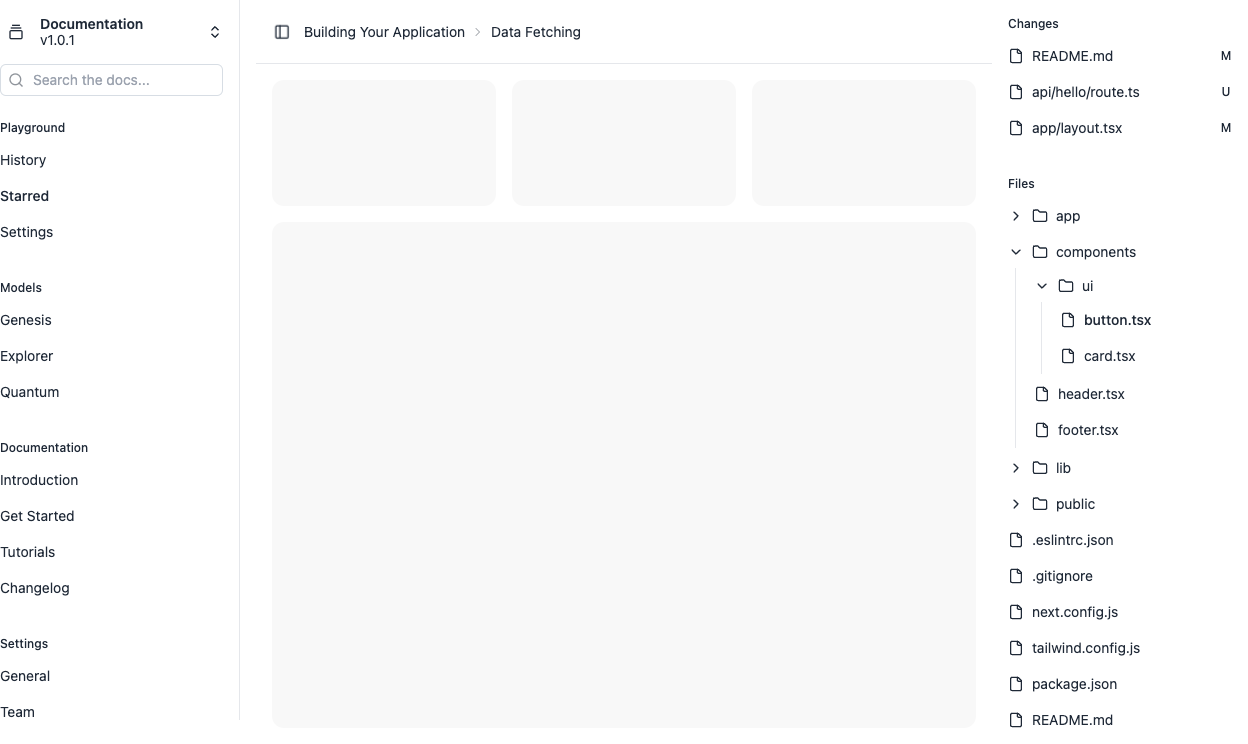 Documentation
v1.0.1
Search the docs...
Playground
History
Starred
Settings
Models
Genesis
Explorer
Quantum
Documentation
Introduction
Get Started
Tutorials
Changelog
Settings
General
Team
Building Your Application > Data Fetching
Changes
README.md M
api/hello/route.ts U
app/layout.tsx M
Files
app
components
ui
button.tsx
card.tsx
header.tsx
footer.tsx
lib
public
.eslintrc.json
.gitignore
next.config.js
tailwind.config.js
package.json
README.md